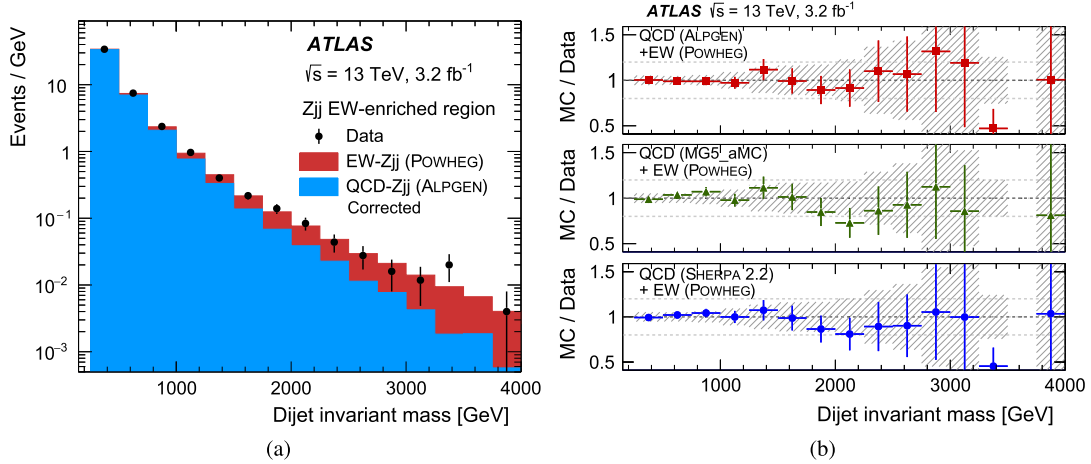 ATLAS
√s = 13 TeV, 3.2 fb⁻¹
Zjj EW-enriched region
Data
EW-Zjj (POWHEG)
QCD-Zjj (ALPGEN)
Corrected
Events / GeV
10
1
10⁻¹
10⁻²
10⁻³
1000 2000 3000 4000
Dijet invariant mass [GeV]
(a)
ATLAS √s = 13 TeV, 3.2 fb⁻¹
MC / Data
1.5
1.0
0.5
QCD (ALPGEN)
+EW (POWHEG)
MC / Data
1.5
1.0
0.5
QCD (MG5_aMC)
+ EW (POWHEG)
MC / Data
1.5
1.0
0.5
QCD (SHERPA 2.2)
+ EW (POWHEG)
1000 2000 3000 4000
Dijet invariant mass [GeV]
(b)